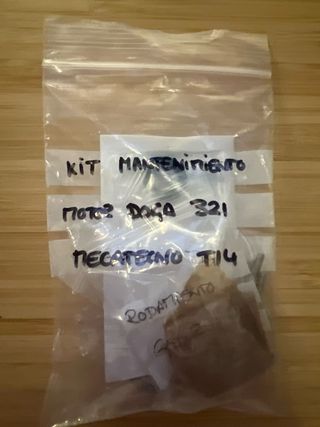 KIT MANTENIMIENTO
MOTOR DOGA 321
MECATECNO T14
RODAMIENTO